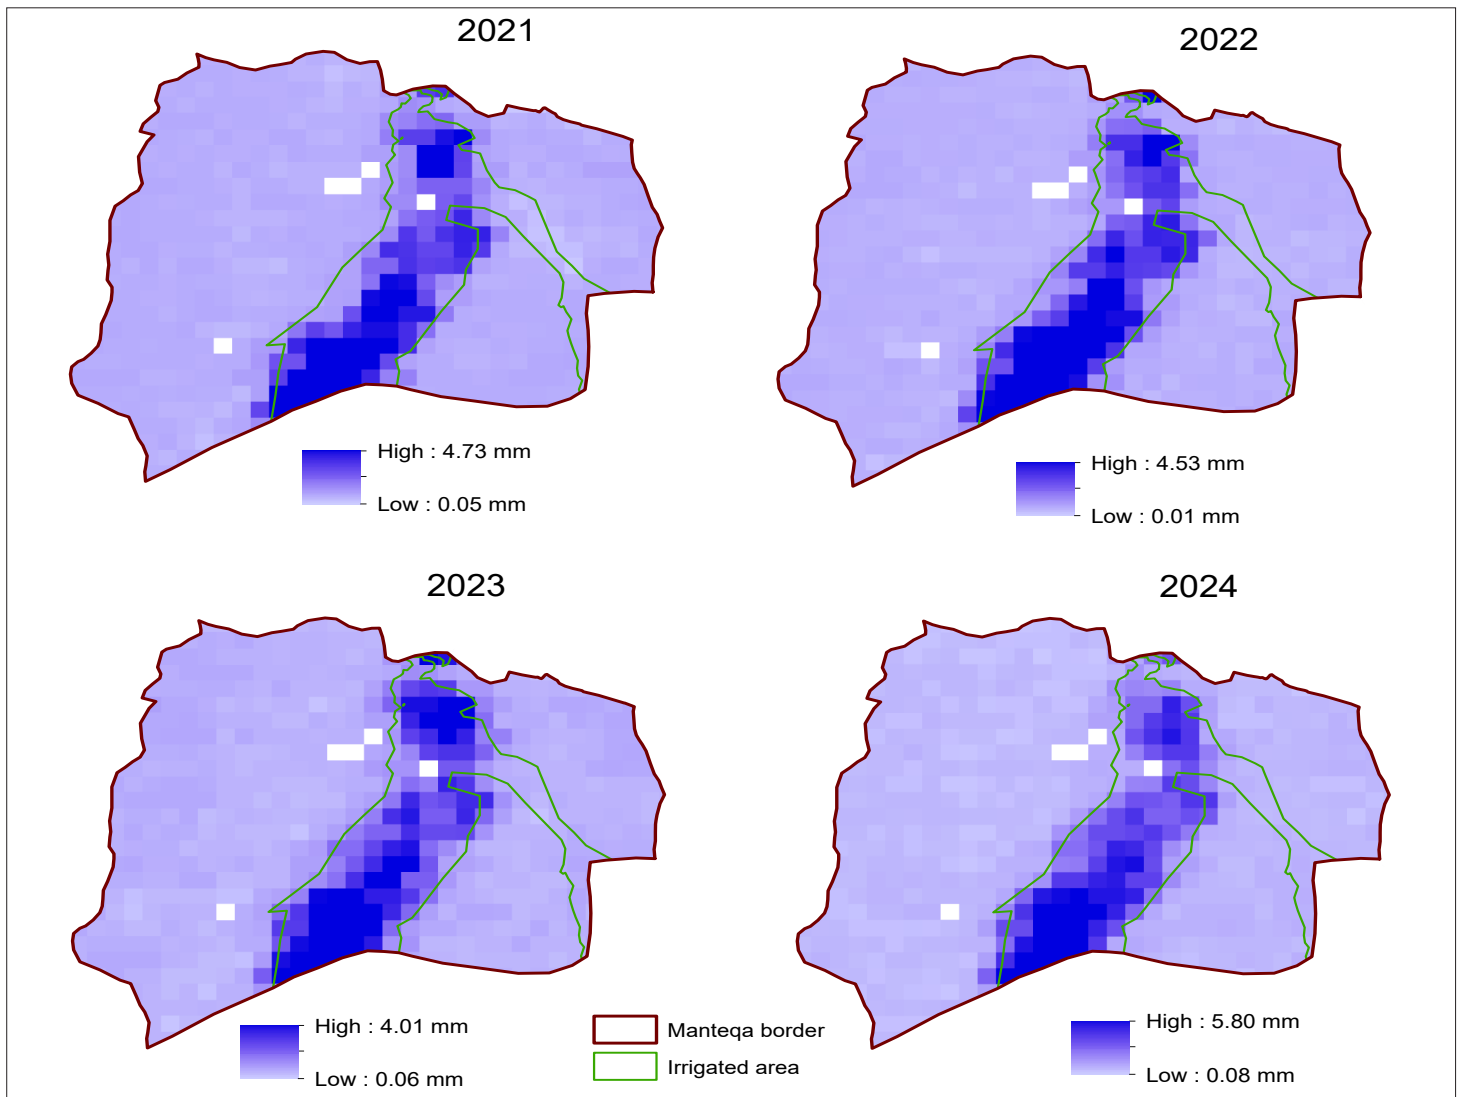 2021
2022
High : 4.73 mm
Low : 0.05 mm
High : 4.53 mm
Low : 0.01 mm
2023
2024
High : 4.01 mm
Low : 0.06 mm
Manteqa border
Irrigated area
High : 5.80 mm
Low : 0.08 mm